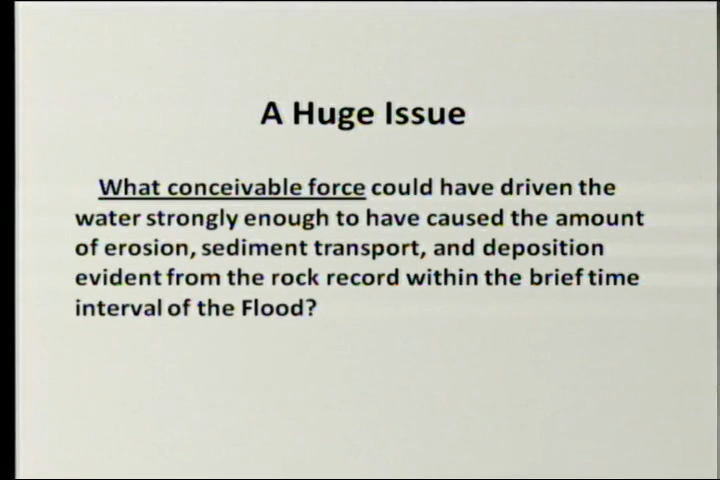 A Huge Issue
What conceivable force could have driven the
water strongly enough to have caused the amount
of erosion, sediment transport, and deposition
evident from the rock record within the brief time
interval of the Flood?